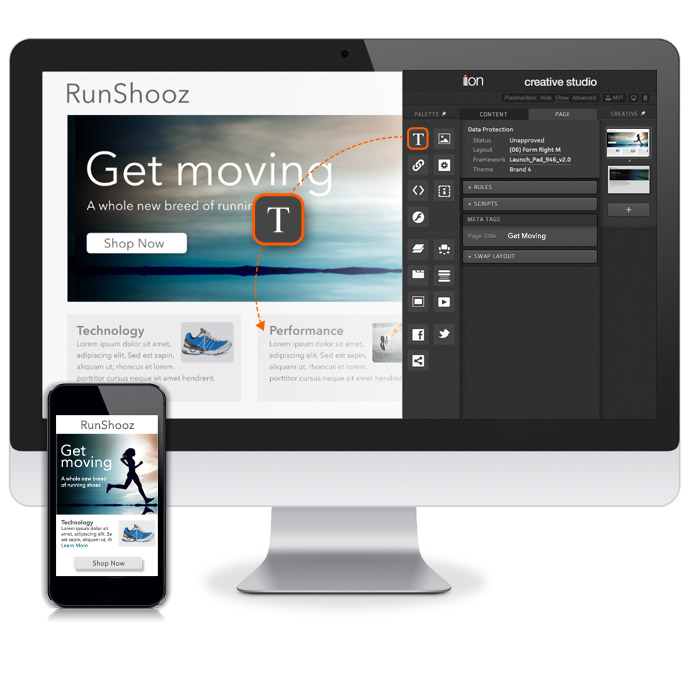 RunShooz
Get moving
A whole new breed of runnin
Shop Now
T
Technology
Lorem ipsum dolor sit amet,
adipiscing elit. Sed est sapin,
aliquam ut, rhoncus et lorem.
porttitor cursus neque sit amet hendrerit.
Performance
Lorem ipsum dolor sit amet,
adipiscing elit. Sed est sapin,
aliquam ut, rhoncus et lorem.
porttitor cursus neque sit amet hen
ion
creative studio
Placeholders: Hide Show Advanced MVT
PALETTE
CONTENT
PAGE
CREATIVE
T
Data Protection
Status Unapproved
Layout (06) Form Right M
Framework Launch_Pad_946_v2.0
Theme Brand 4
+ RULES
+ SCRIPTS
META TAGS
Page Title Get Moving
+ SWAP LAYOUT
+
RunShooz
Get
moving
A whole new breed
of running shoes
Technology
Lorem ipsum dolor sit
amet, adipiscing elit. Sed
est sapien, aliquam ut, rh
Learn More
Shop Now